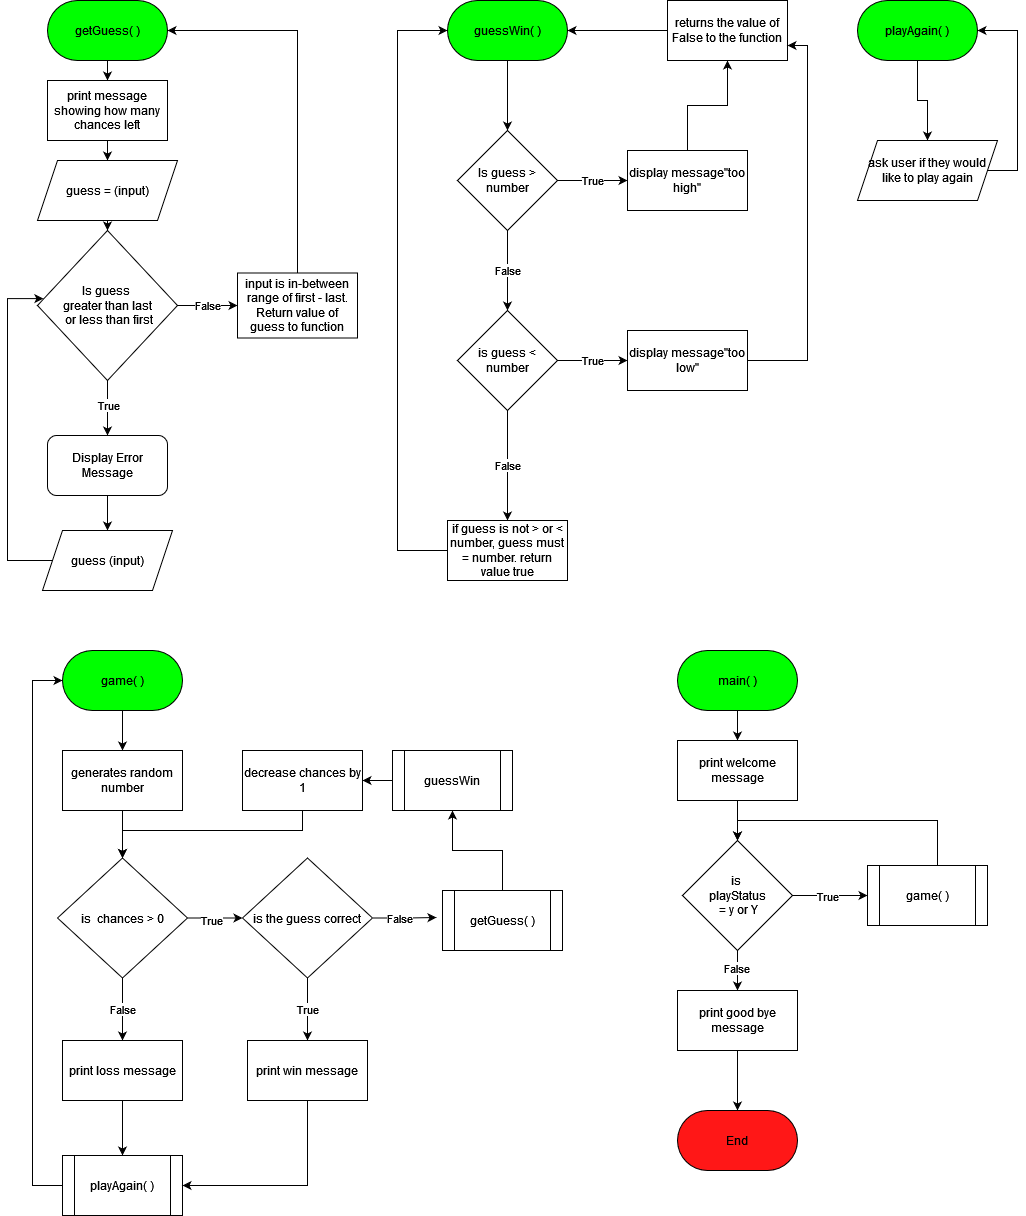 getGuess( )
print message
showing how many
chances left
guess = (input)
Is guess
greater than last
or less than first
False
input is in-between
range of first - last.
Return value of
guess to function
True
Display Error
Message
guess (input)
guessWin( )
returns the value of
False to the function
Is guess >
number
True
display message"too
high"
False
is guess <
number
True
display message"too
low"
False
if guess is not > or <
number, guess must
= number. return
value true
playAgain( )
ask user if they would
like to play again
game( )
generates random
number
decrease chances by
1
guessWin
is  chances > 0
True
is the guess correct
False
getGuess( )
False
True
print loss message
print win message
playAgain( )
main( )
print welcome
message
is
playStatus
= y or Y
True
game( )
False
print good bye
message
End